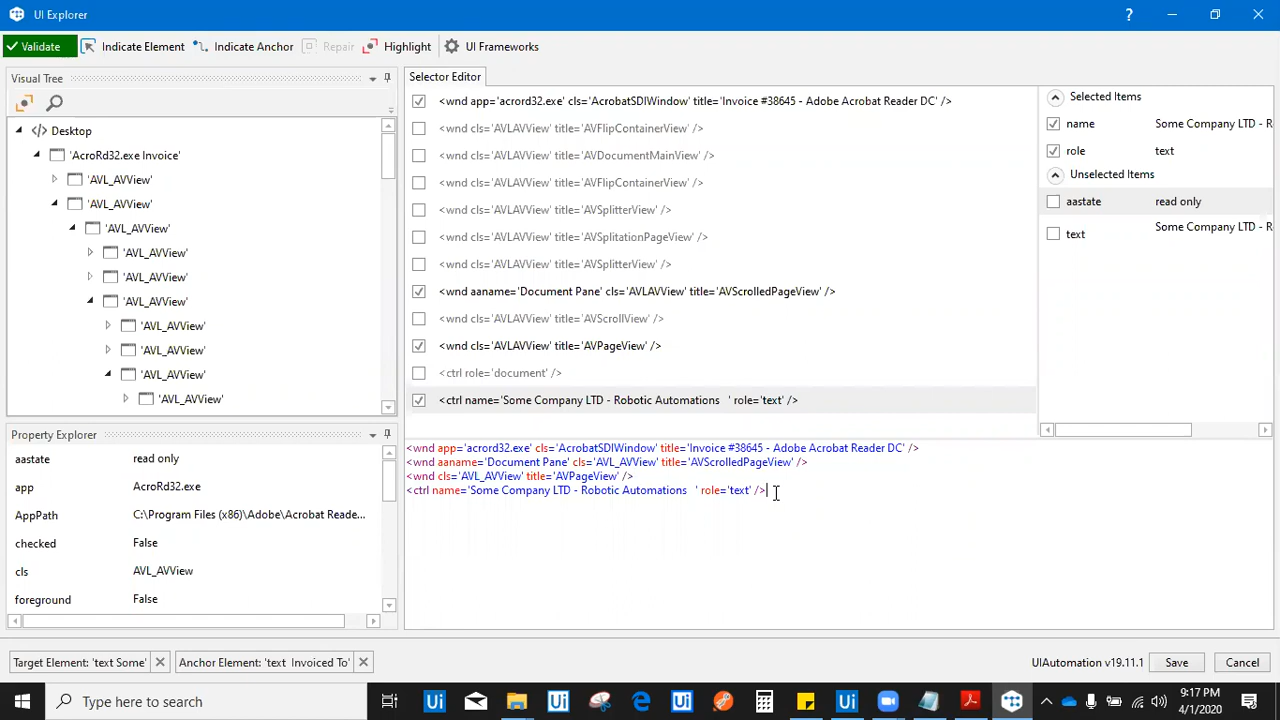 UI Explorer
Validate Indicate Element Indicate Anchor Repair Highlight UI Frameworks
Visual Tree
Desktop
'AcroRd32.exe Invoice'
'AVL_AVView'
'AVL_AVView'
'AVL_AVView'
'AVL_AVView'
'AVL_AVView'
'AVL_AVView'
'AVL_AVView'
'AVL_AVView'
'AVL_AVView'
'AVL_AVView'
Property Explorer
aastate read only
app AcroRd32.exe
AppPath C:\Program Files (x86)\Adobe\Acrobat Reade...
checked False
cls AVL_AVView
foreground False
Selector Editor
<wnd app='acrord32.exe' cls='AcrobatSDIWindow' title='Invoice #38645 - Adobe Acrobat Reader DC' />
<wnd cls='AVLAVView' title='AVFlipContainerView' />
<wnd cls='AVLAVView' title='AVDocumentMainView' />
<wnd cls='AVLAVView' title='AVFlipContainerView' />
<wnd cls='AVLAVView' title='AVSplitterView' />
<wnd cls='AVLAVView' title='AVSplitationPageView' />
<wnd cls='AVLAVView' title='AVSplitterView' />
<wnd aaname='Document Pane' cls='AVLAVView' title='AVScrolledPageView' />
<wnd cls='AVLAVView' title='AVScrollView' />
<wnd cls='AVLAVView' title='AVPageView' />
<ctrl role='document' />
<ctrl name='Some Company LTD - Robotic Automations   ' role='text' />
Selected Items
name Some Company LTD - R
role text
Unselected Items
aastate read only
text Some Company LTD - R
<wnd app='acrord32.exe' cls='AcrobatSDIWindow' title='Invoice #38645 - Adobe Acrobat Reader DC' />
<wnd aaname='Document Pane' cls='AVL_AVView' title='AVScrolledPageView' />
<wnd cls='AVL_AVView' title='AVPageView' />
<ctrl name='Some Company LTD - Robotic Automations   ' role='text' />
Target Element: 'text Some' Anchor Element: 'text Invoiced To' UIAutomation v19.11.1 Save Cancel
Type here to search
9:17 PM
4/1/2020